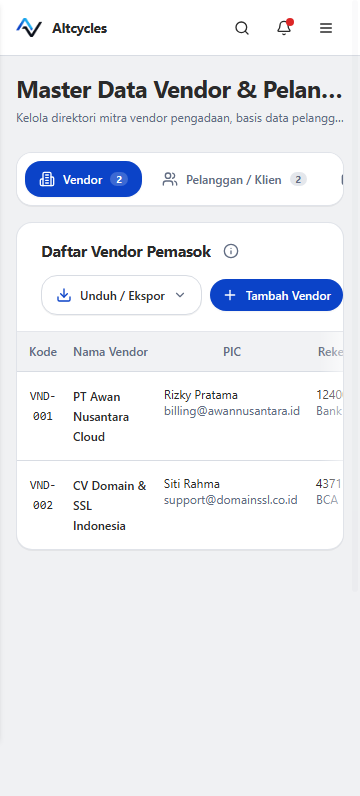 Altcycles
Master Data Vendor & Pelan...
Kelola direktori mitra vendor pengadaan, basis data pelangg...
Vendor 2
Pelanggan / Klien 2
Daftar Vendor Pemasok
Unduh / Ekspor
Tambah Vendor
Kode Nama Vendor PIC Reke
VND-001 PT Awan Nusantara Cloud Rizky Pratama billing@awannusantara.id 1240 Bank
VND-002 CV Domain & SSL Indonesia Siti Rahma support@domainssl.co.id 4371 BCA